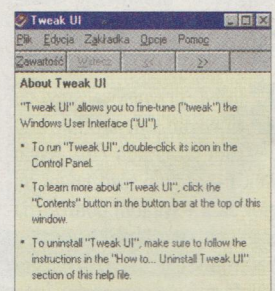 Tweak UI
Plik Edycja Zakładka Opcje Pomoc
Zawartość Wstecz << >>
About Tweak UI
"Tweak UI" allows you to fine-tune ("tweak") the
Windows User Interface ("UI").
* To run "Tweak UI", double-click its icon in the
Control Panel.
* To learn more about "Tweak UI", click the
"Contents" button in the button bar at the top of this
window.
* To uninstall "Tweak UI", make sure to follow the
instructions in the "How to... Uninstall Tweak UI"
section of this help file.